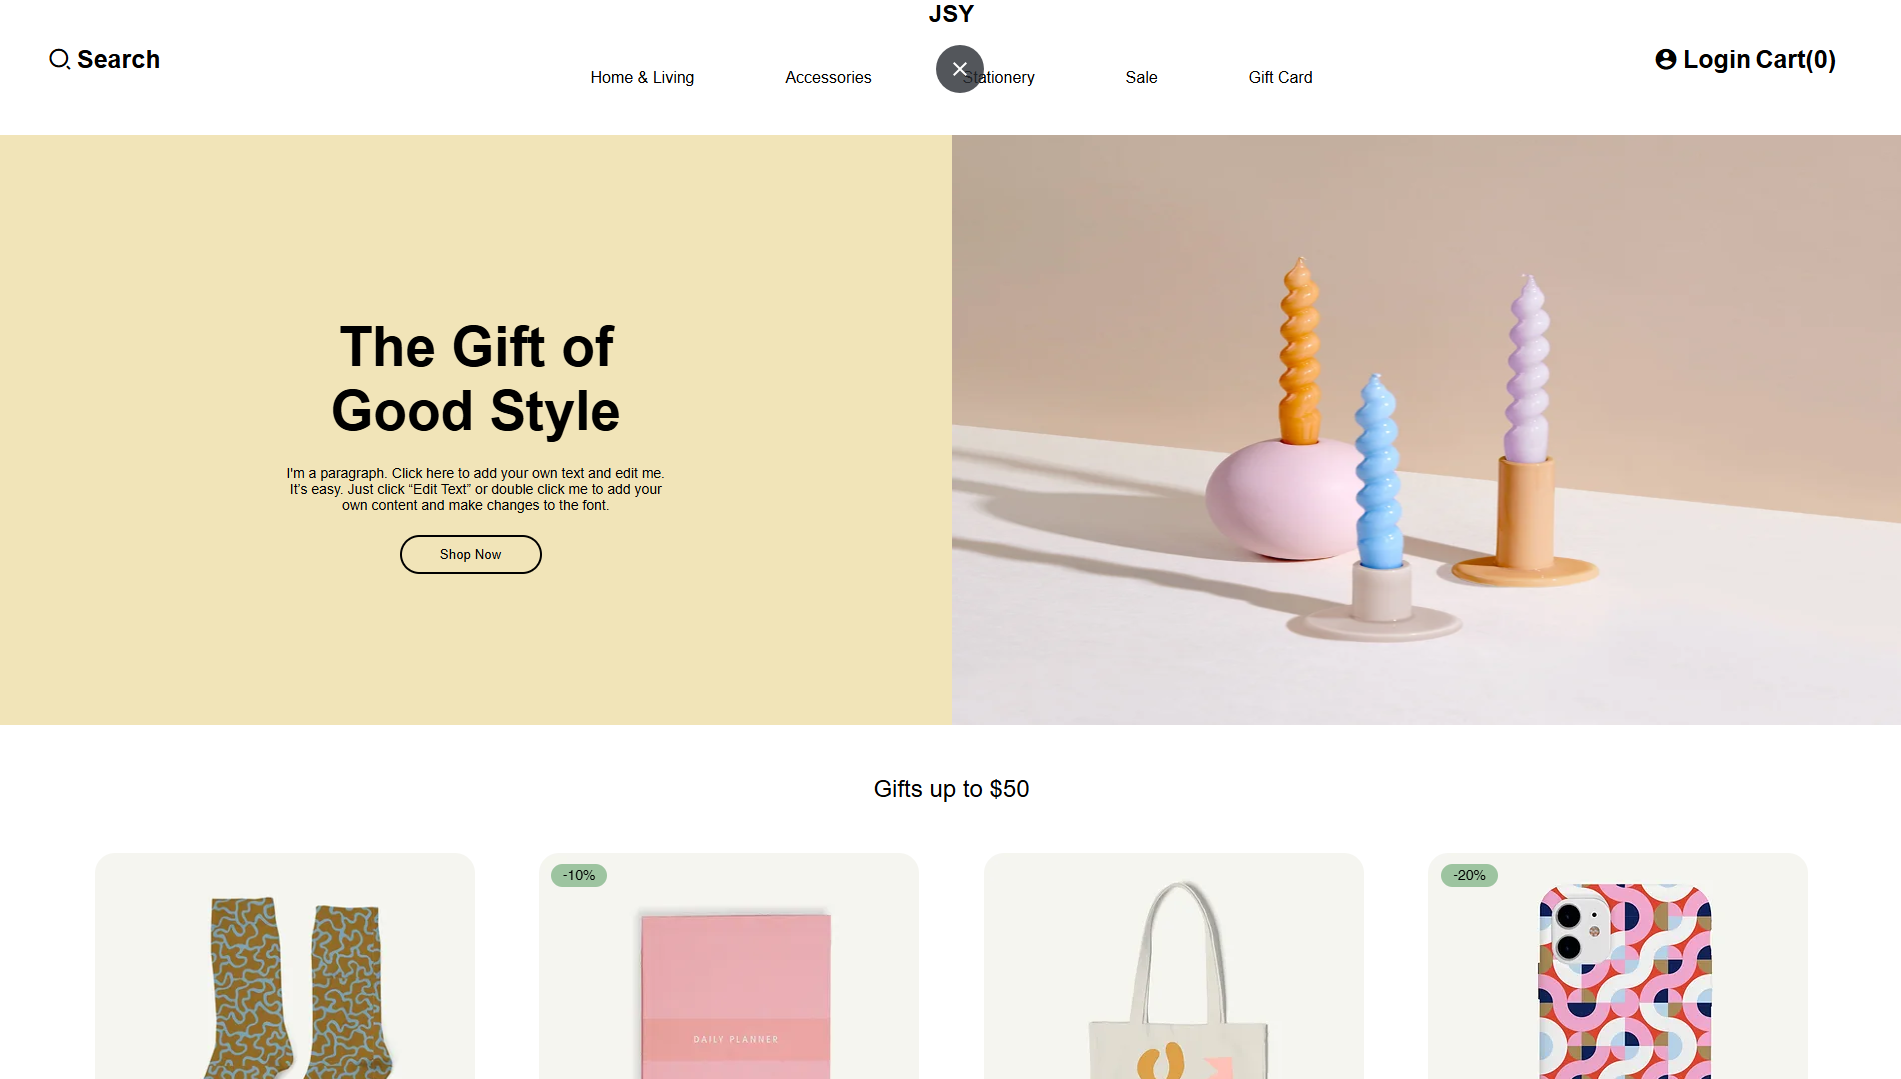 JSY
Search
Home & Living
Accessories
Stationery
Sale
Gift Card
Login Cart(0)
The Gift of
Good Style
I'm a paragraph. Click here to add your own text and edit me.
It's easy. Just click “Edit Text” or double click me to add your
own content and make changes to the font.
Shop Now
Gifts up to $50
-10%
DAILY PLANNER
-20%